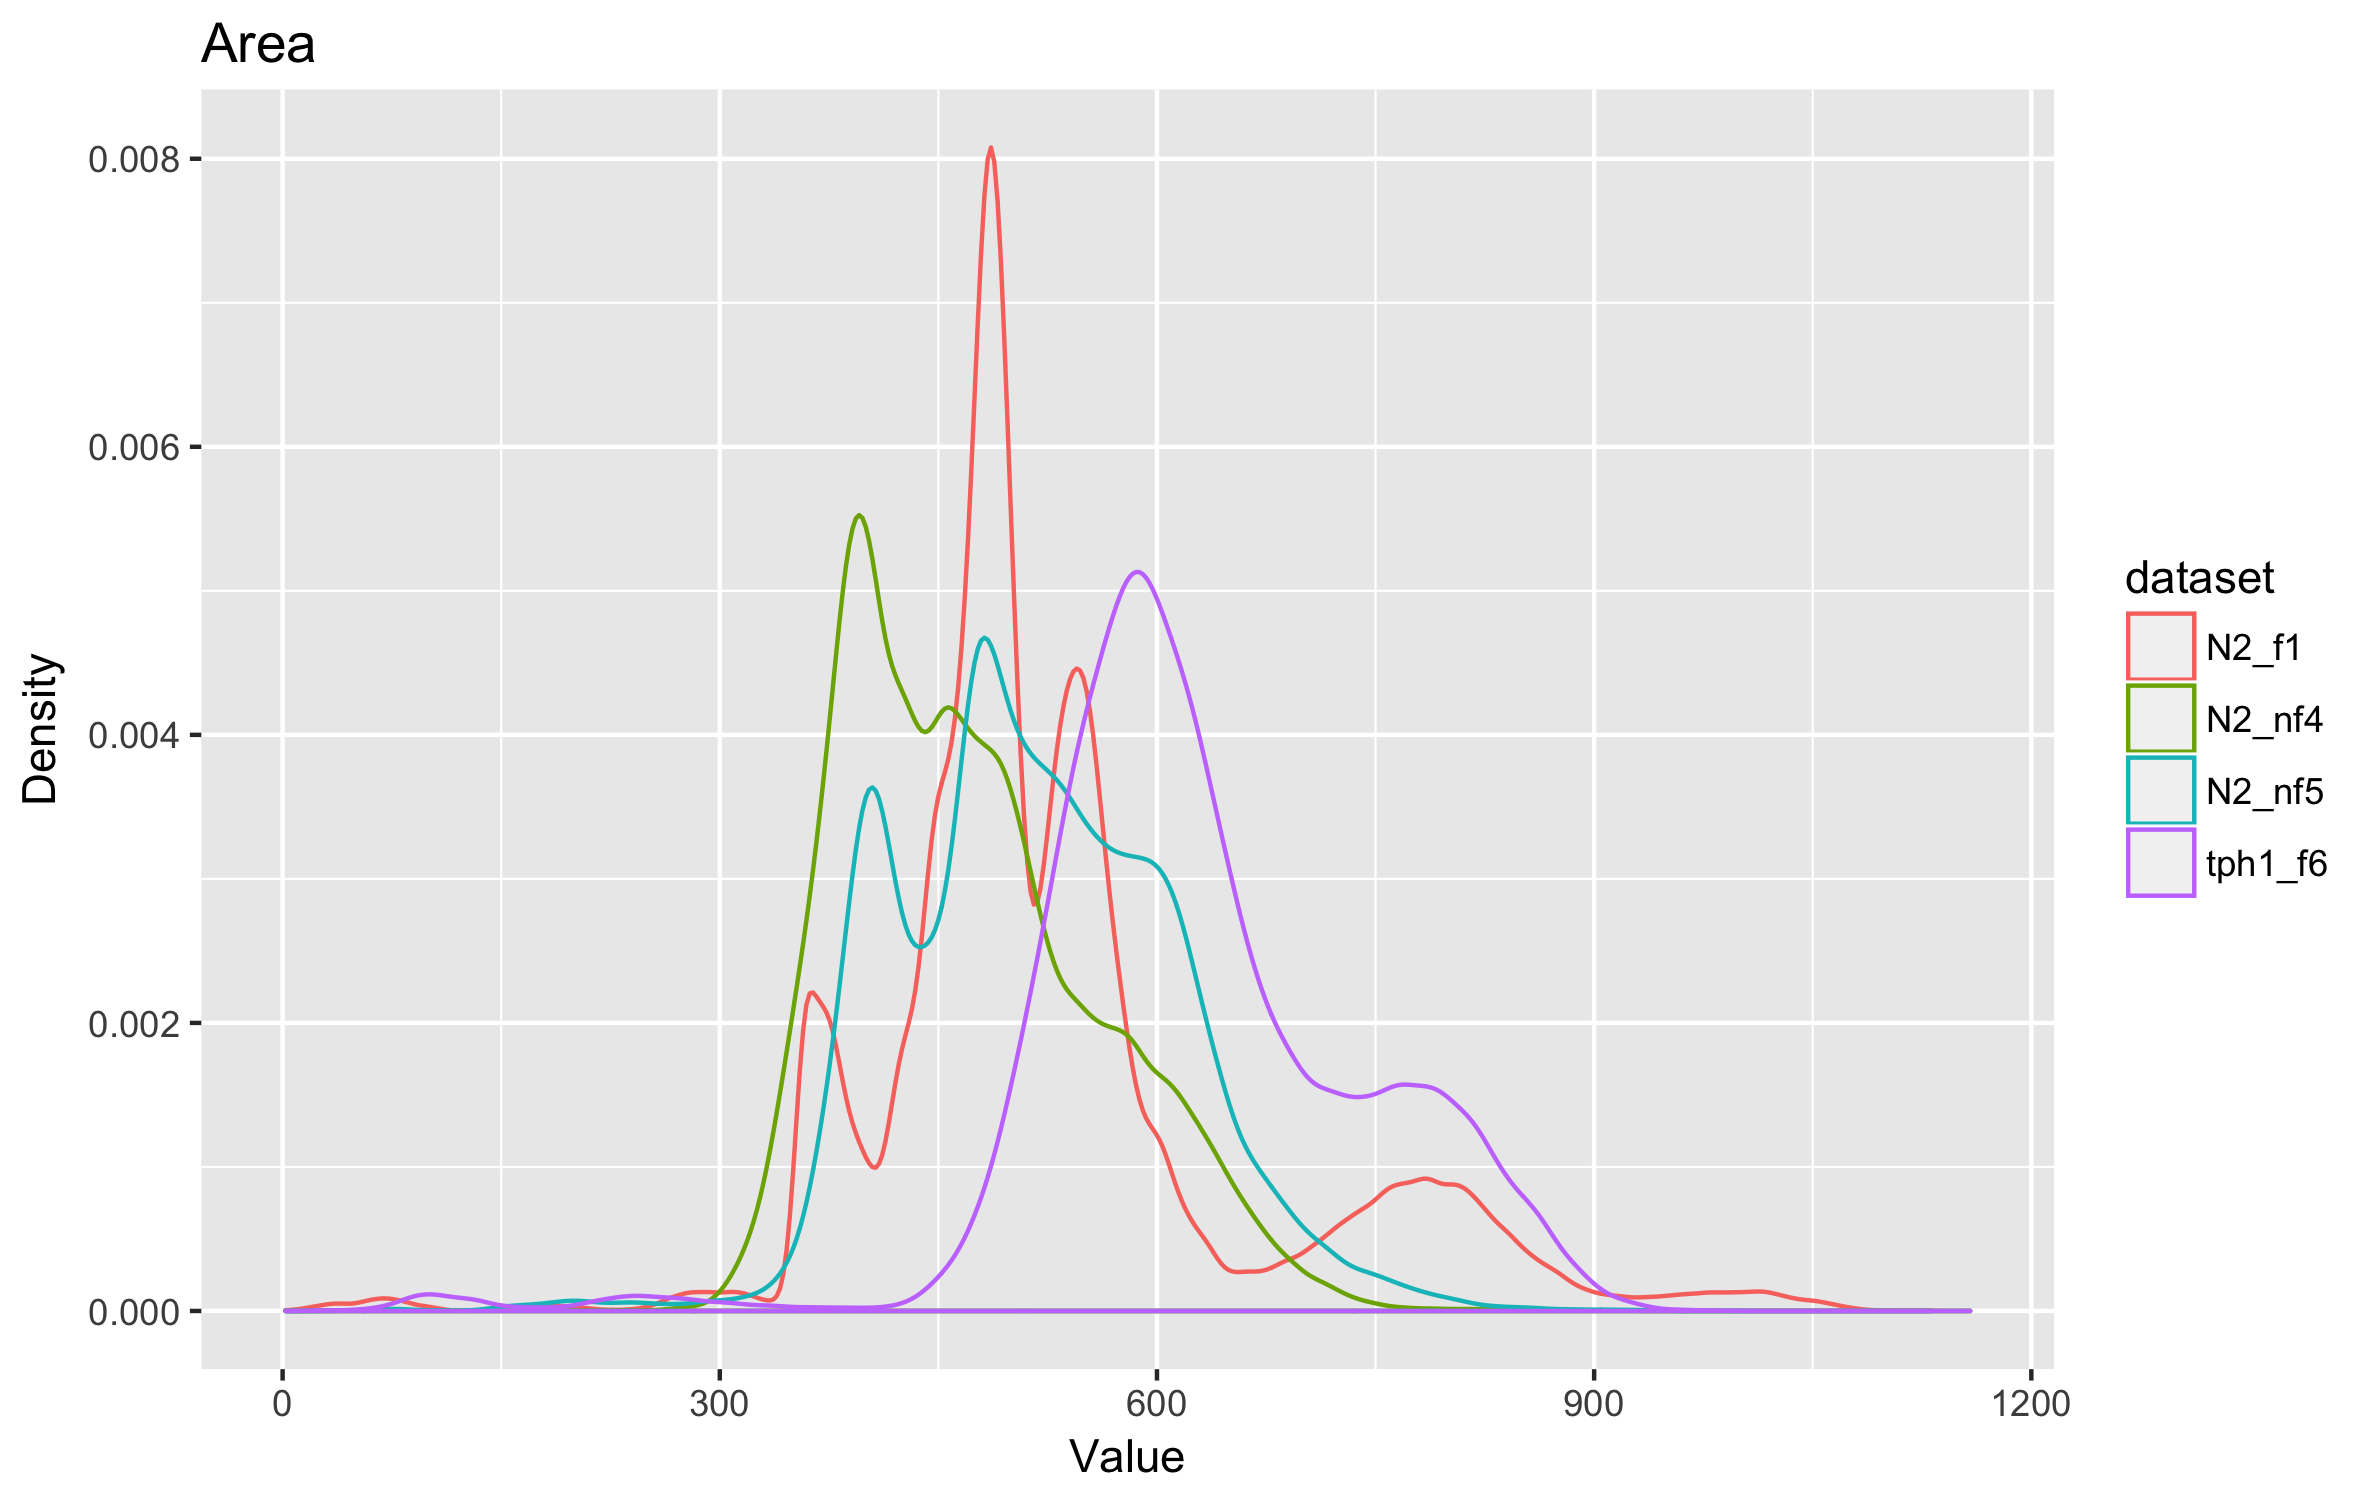 Area
0.008
0.006
0.004
0.002
0.000
Density
0 300 600 900 1200
Value
dataset
N2_f1
N2_nf4
N2_nf5
tph1_f6